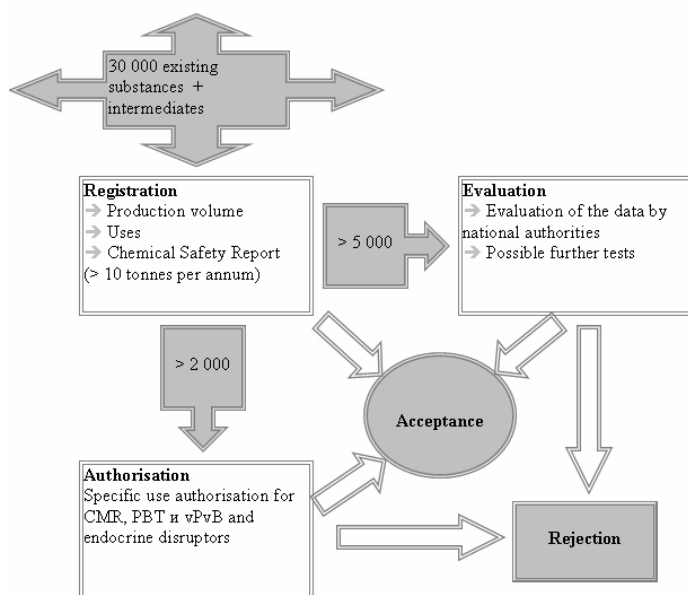 30 000 existing
substances +
intermediates
Registration
→ Production volume
→ Uses
→ Chemical Safety Report
(> 10 tonnes per annum)
> 5 000
Evaluation
→ Evaluation of the data by
national authorities
→ Possible further tests
> 2 000
Acceptance
Authorisation
Specific use authorisation for
CMR, PBT и vPvB and
endocrine disruptors
Rejection